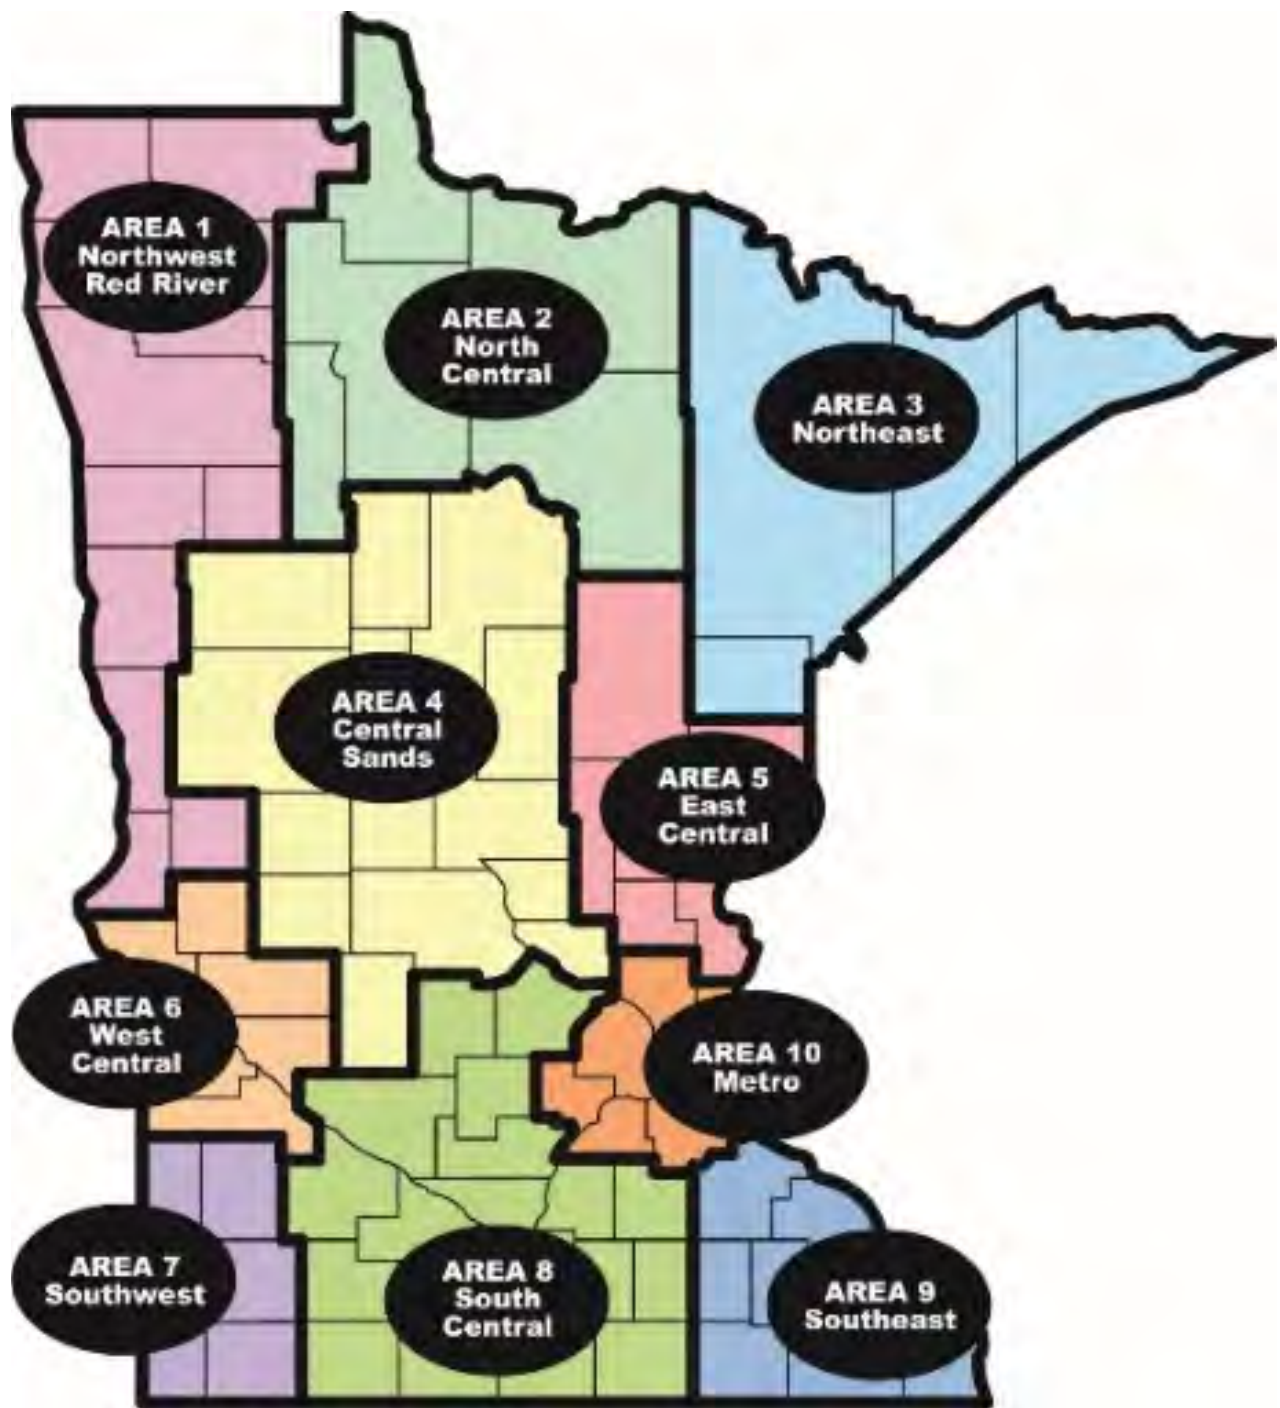 AREA 1
Northwest
Red River
AREA 2
North
Central
AREA 3
Northeast
AREA 4
Central
Sands
AREA 5
East
Central
AREA 6
West
Central
AREA 10
Metro
AREA 7
Southwest
AREA 8
South
Central
AREA 9
Southeast